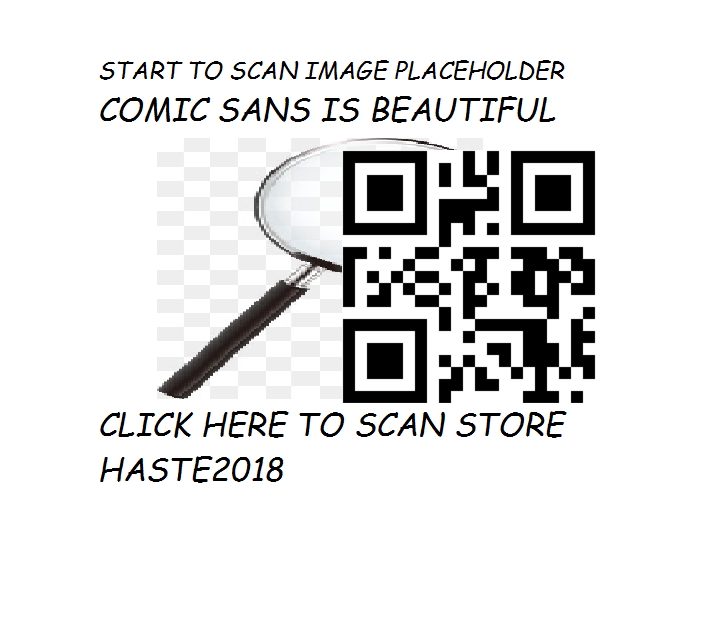 START TO SCAN IMAGE PLACEHOLDER
COMIC SANS IS BEAUTIFUL
CLICK HERE TO SCAN STORE
HASTE2018